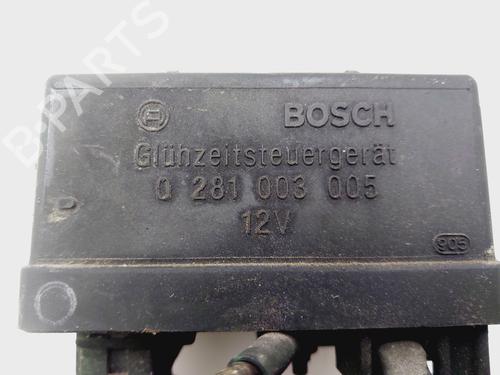 BOSCH
Glühzeitsteuergerät
0 281 003 005
12V
905
B-PARTS